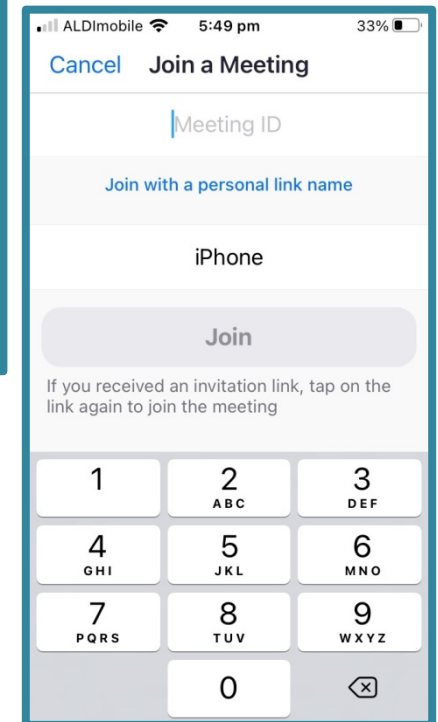 ALDImobile 5:49 pm 33%
Cancel Join a Meeting
Meeting ID
Join with a personal link name
iPhone
Join
If you received an invitation link, tap on the
link again to join the meeting
1 2 3
ABC DEF
4 5 6
GHI JKL MNO
7 8 9
PQRS TUV WXYZ
0